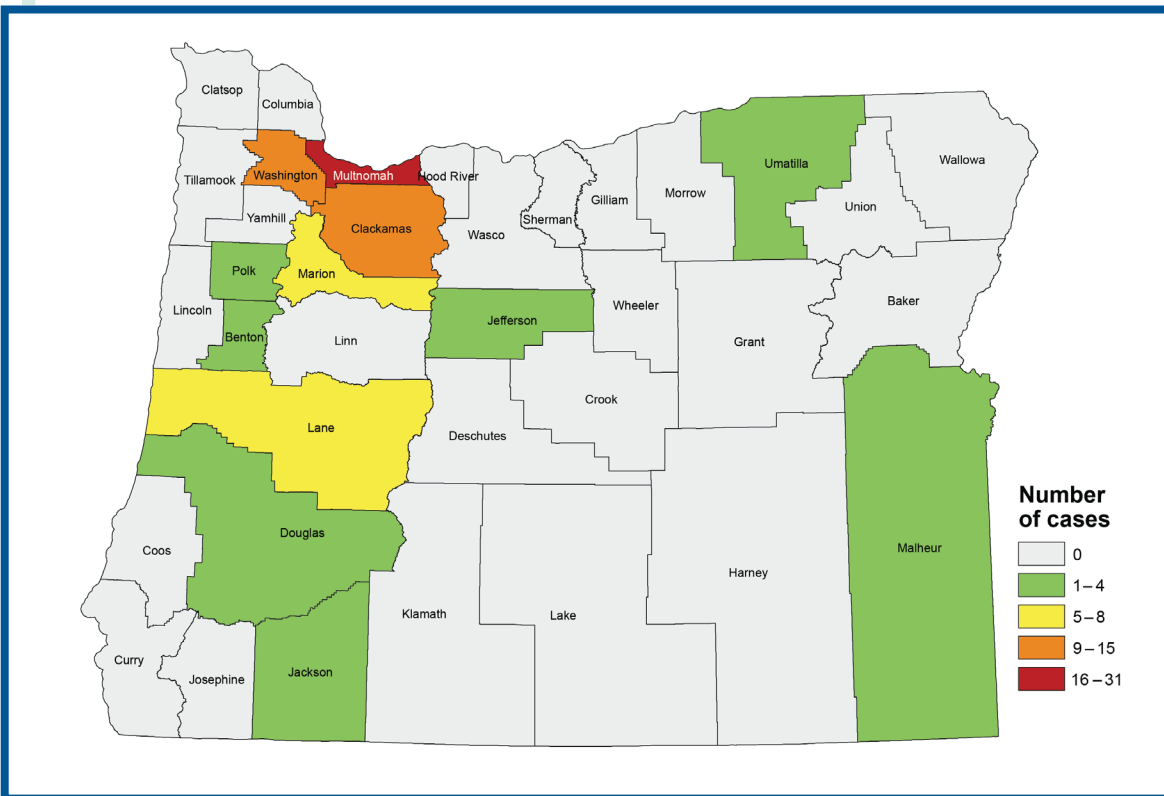 Clatsop
Columbia
Tillamook
Washington
Multnomah
Hood River
Yamhill
Clackamas
Wasco
Sherman
Gilliam
Morrow
Umatilla
Union
Wallowa
Polk
Marion
Lincoln
Benton
Linn
Jefferson
Wheeler
Grant
Baker
Lane
Deschutes
Crook
Coos
Douglas
Klamath
Lake
Harney
Malheur
Curry
Josephine
Jackson
Number
of cases
0
1–4
5–8
9–15
16–31